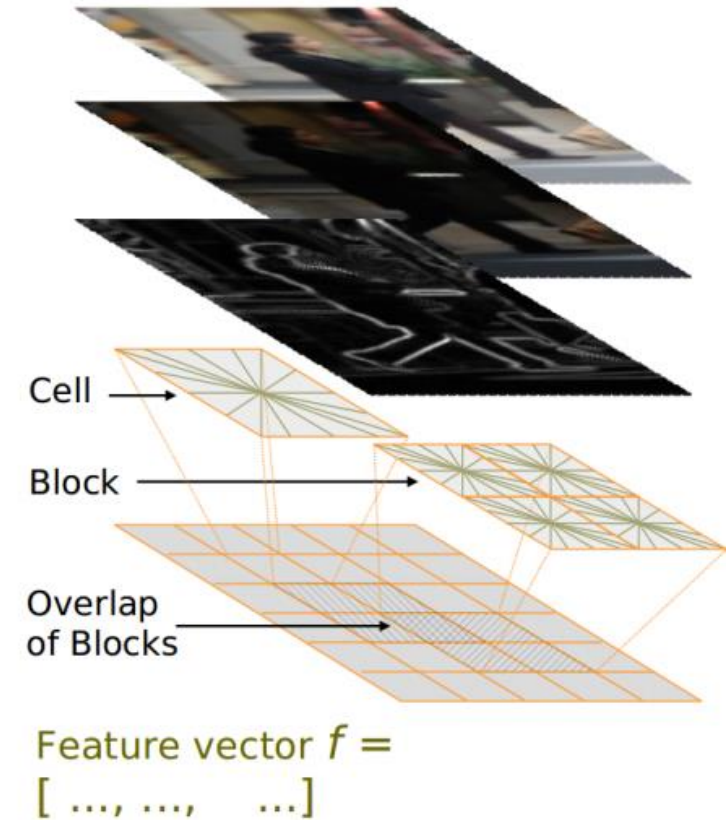 Cell
Block
Overlap
of Blocks
Feature vector f =
[ ..., ..., ...]